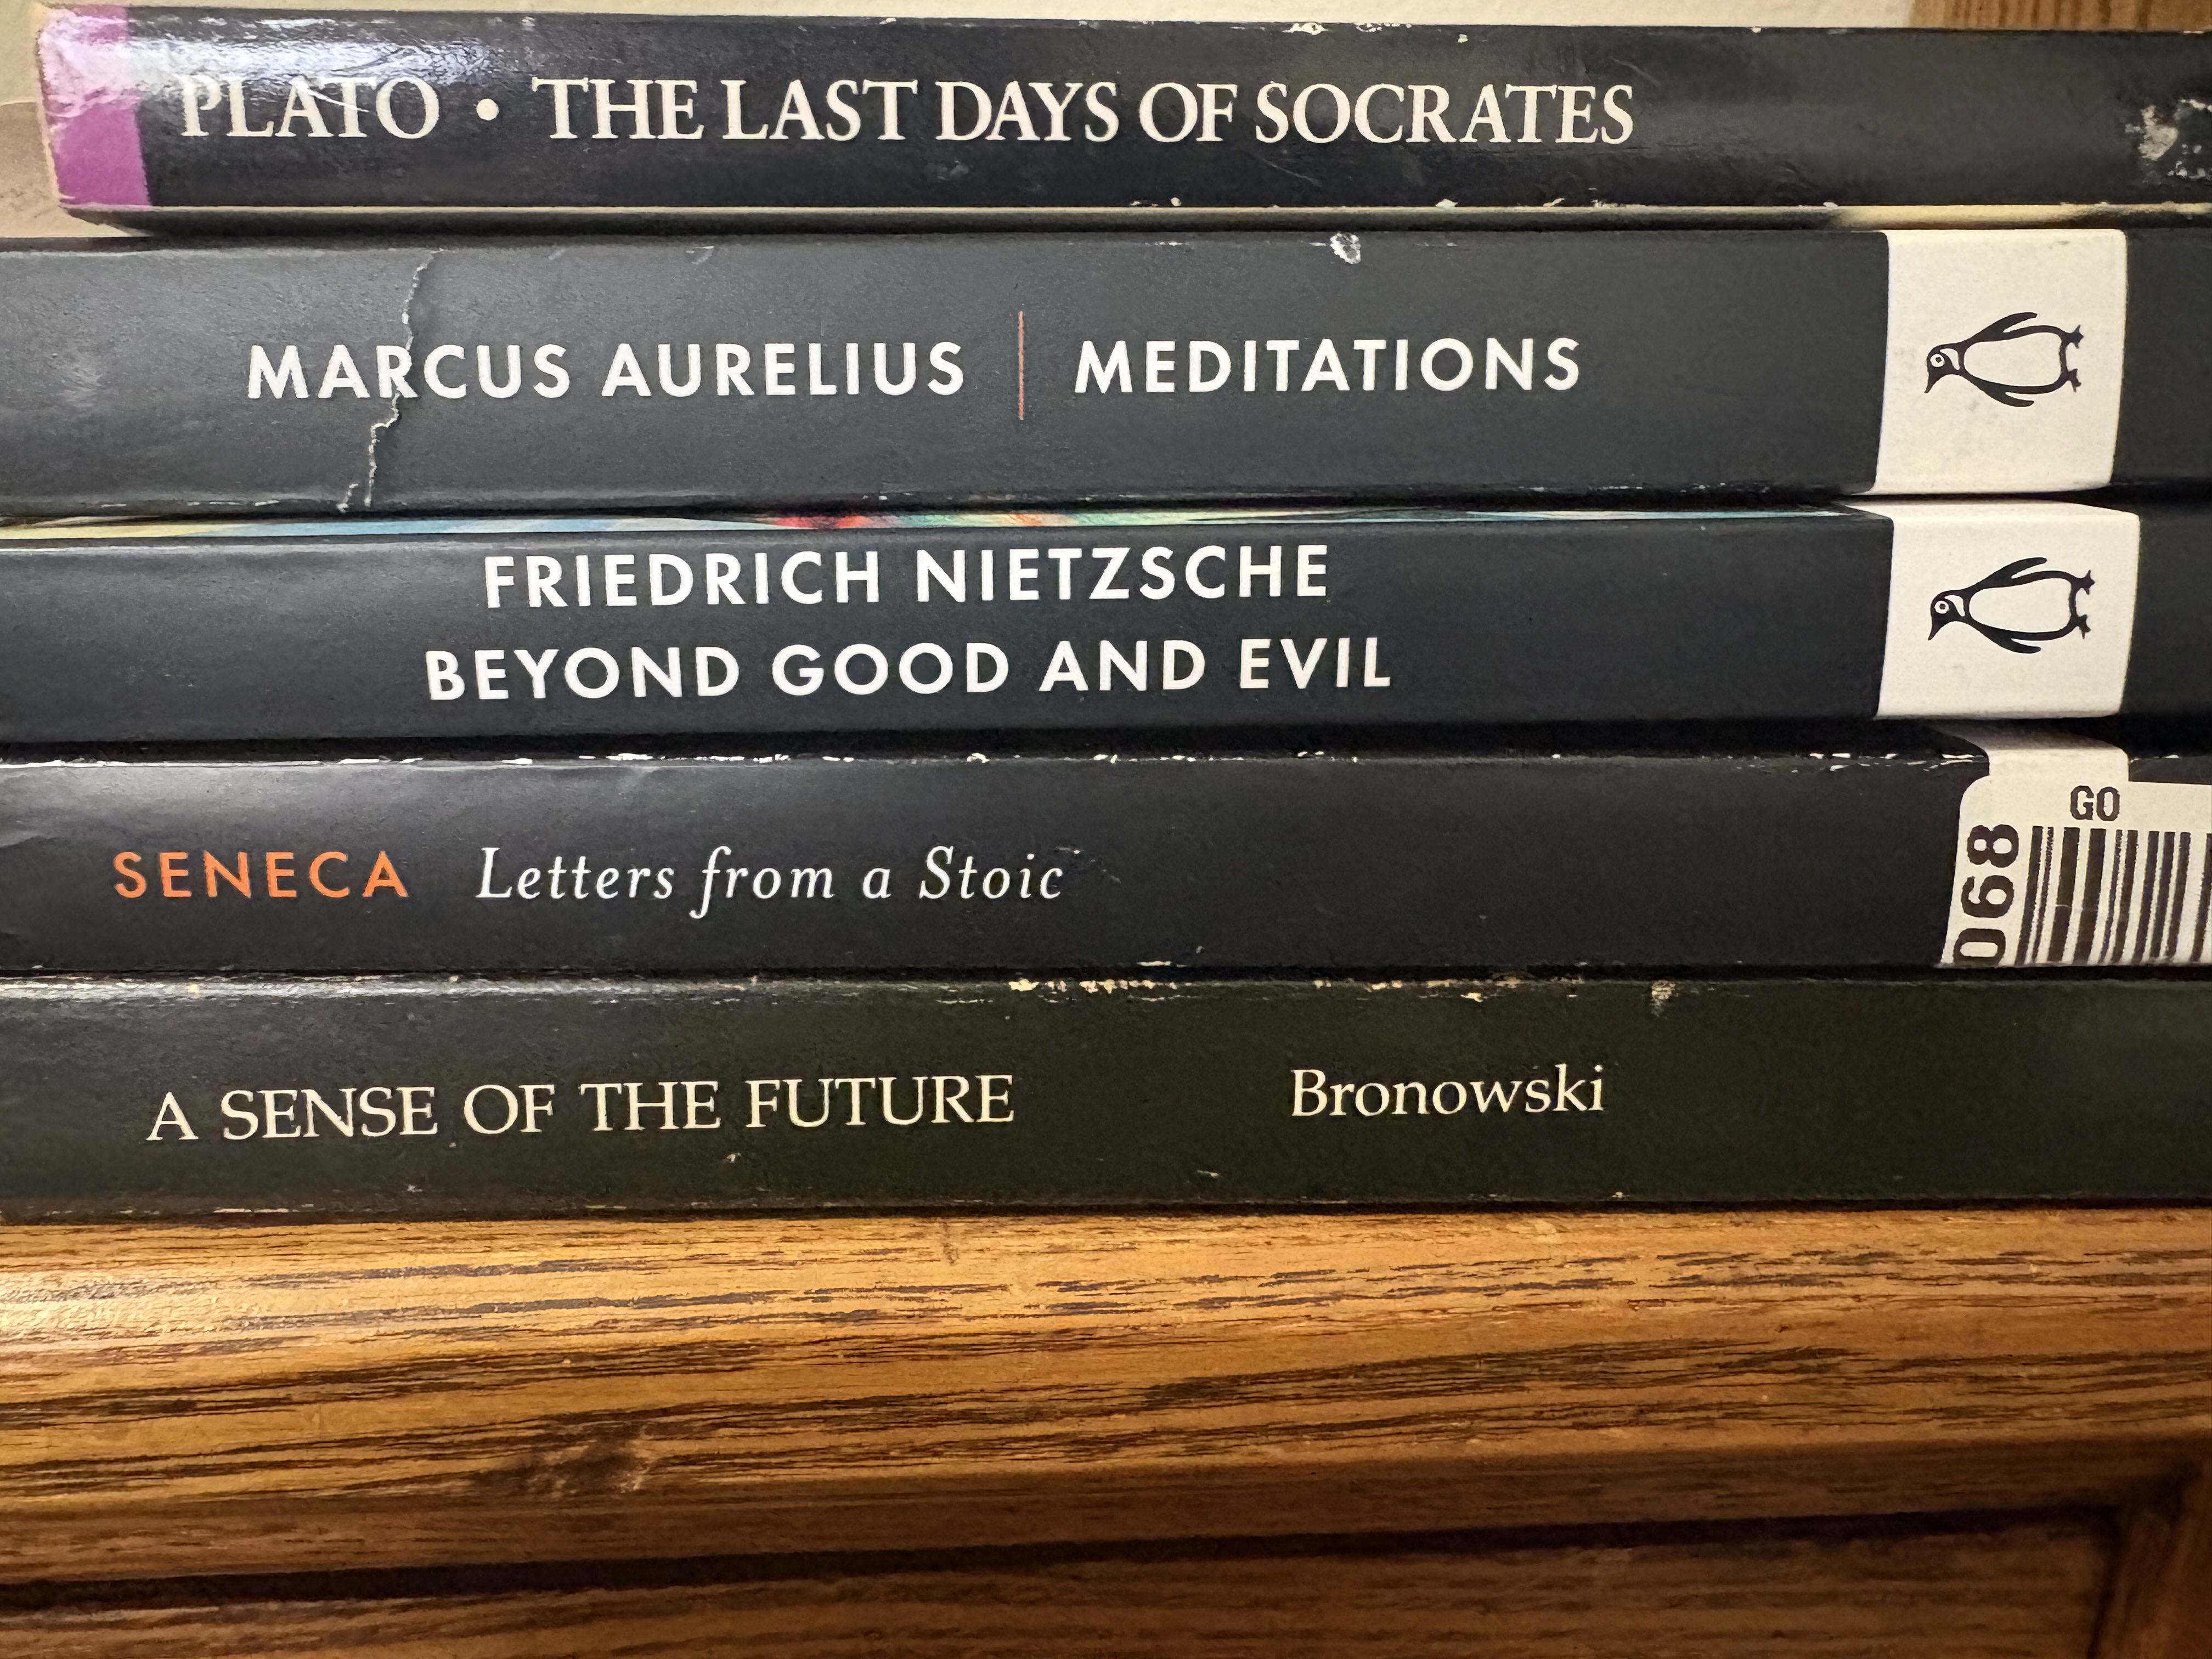 PLATO • THE LAST DAYS OF SOCRATES
MARCUS AURELIUS | MEDITATIONS
FRIEDRICH NIETZSCHE
BEYOND GOOD AND EVIL
SENECA Letters from a Stoic
GO
068
A SENSE OF THE FUTURE Bronowski